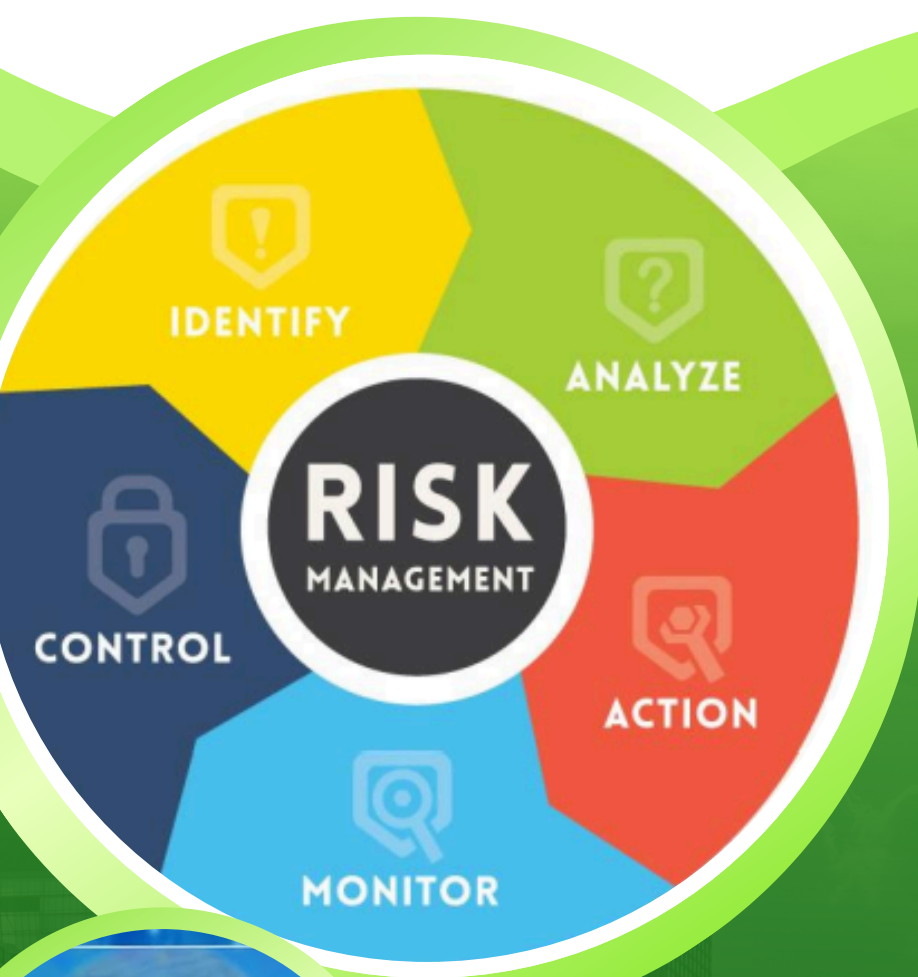 IDENTIFY
ANALYZE
RISK
MANAGEMENT
CONTROL
ACTION
MONITOR